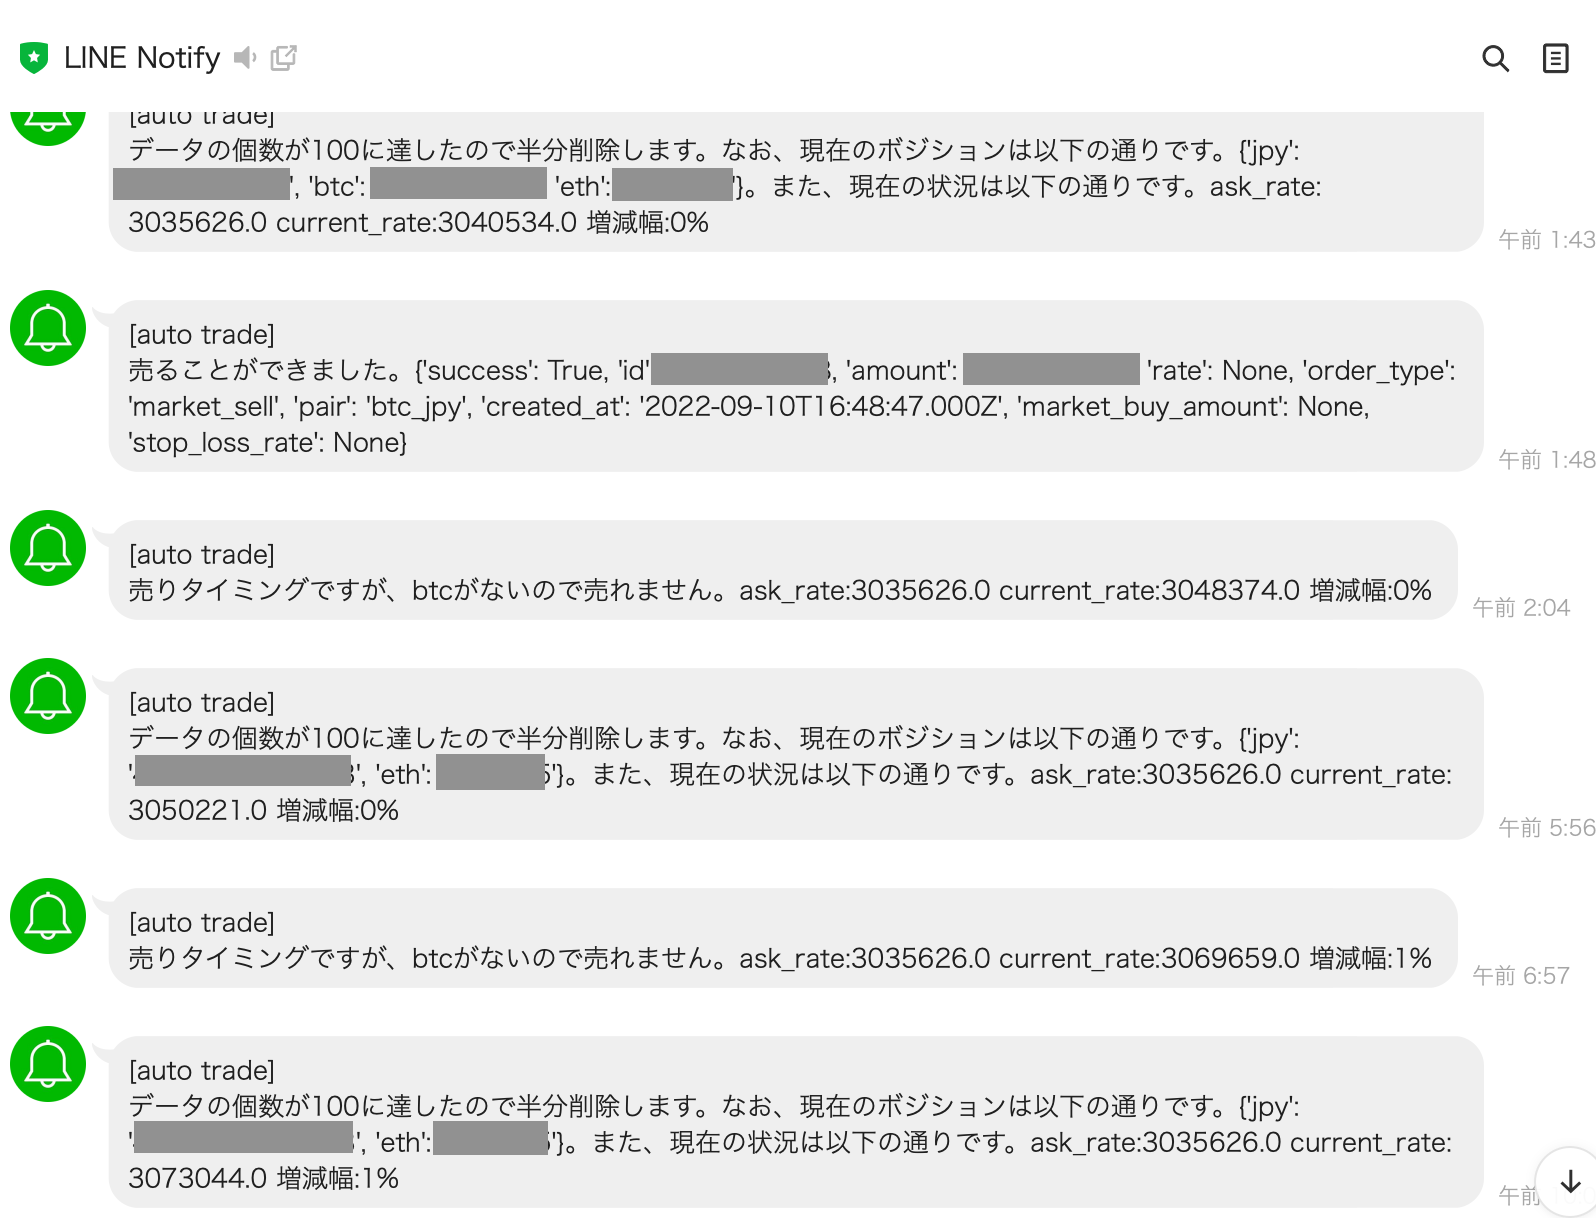 LINE Notify
[auto trade]
データの個数が100に達したので半分削除します。なお、現在のボジションは以下の通りです。{'jpy':
', 'btc': 'eth': '}。また、現在の状況は以下の通りです。ask_rate:
3035626.0 current_rate:3040534.0 増減幅:0%
午前 1:43
[auto trade]
売ることができました。{'success': True, 'id' , 'amount': 'rate': None, 'order_type':
'market_sell', 'pair': 'btc_jpy', 'created_at': '2022-09-10T16:48:47.000Z', 'market_buy_amount': None,
'stop_loss_rate': None}
午前 1:48
[auto trade]
売りタイミングですが、btcがないので売れません。ask_rate:3035626.0 current_rate:3048374.0 増減幅:0%
午前 2:04
[auto trade]
データの個数が100に達したので半分削除します。なお、現在のボジションは以下の通りです。{'jpy':
' ', 'eth': '}。また、現在の状況は以下の通りです。ask_rate:3035626.0 current_rate:
3050221.0 増減幅:0%
午前 5:56
[auto trade]
売りタイミングですが、btcがないので売れません。ask_rate:3035626.0 current_rate:3069659.0 増減幅:1%
午前 6:57
[auto trade]
データの個数が100に達したので半分削除します。なお、現在のボジションは以下の通りです。{'jpy':
' ', 'eth': '}。また、現在の状況は以下の通りです。ask_rate:3035626.0 current_rate:
3073044.0 増減幅:1%
午前